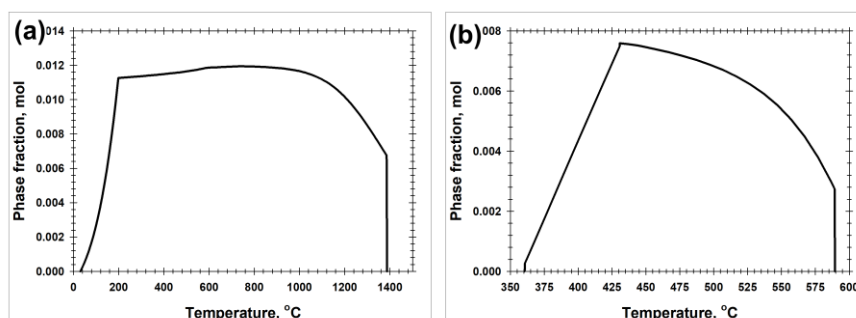 (a)
014
0.012
0.010
0.008
0.006
0.004
0.002
0.000
0 200 400 600 800 1000 1200 1400
Phase fraction, mol
Temperature, °C
(b)
008
0.006
0.004
0.002
0.000
350 375 400 425 450 475 500 525 550 575 600
Phase fraction, mol
Temperature, °C